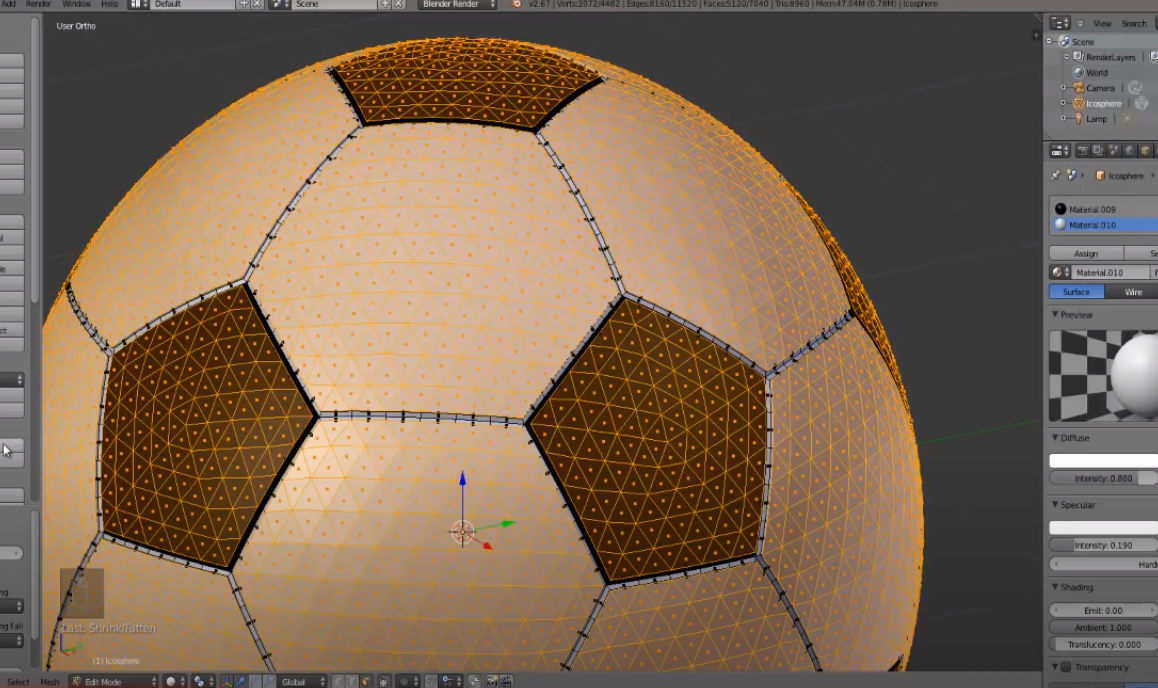 Add Render Window Help Default Scene Blender Render v2.67 | Verts:3072/4482 | Edges:8160/11520 | Faces:5120/7040 | Tris:8960 | Mem:47.04M (0.78M) | Icosphere
User Ortho
View Search
Scene
RenderLayers
World
Camera
Icosphere
Lamp
Icosphere
Material.009
Material.010
Assign
Material.010
Surface Wire
Preview
Diffuse
Intensity: 0.800
Specular
Intensity: 0.190
Hard
Shading
Emit: 0.00
Ambient: 1.000
Translucency: 0.000
Transparency
Last: Shrink/Fatten
(1) Icosphere
Select Mesh Edit Mode Global